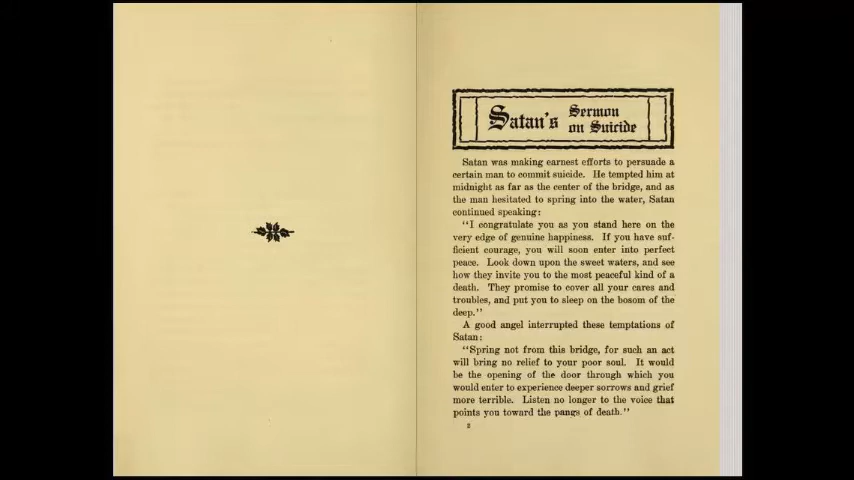 Satan's Sermon
on Suicide
Satan was making earnest efforts to persuade a
certain man to commit suicide. He tempted him at
midnight as far as the center of the bridge, and as
the man hesitated to spring into the water, Satan
continued speaking:
"I congratulate you as you stand here on the
very edge of genuine happiness. If you have suf-
ficient courage, you will soon enter into perfect
peace. Look down upon the sweet waters, and see
how they invite you to the most peaceful kind of a
death. They promise to cover all your cares and
troubles, and put you to sleep on the bosom of the
deep."
A good angel interrupted these temptations of
Satan:
"Spring not from this bridge, for such an act
will bring no relief to your poor soul. It would
be the opening of the door through which you
would enter to experience deeper sorrows and grief
more terrible. Listen no longer to the voice that
points you toward the pangs of death."
2